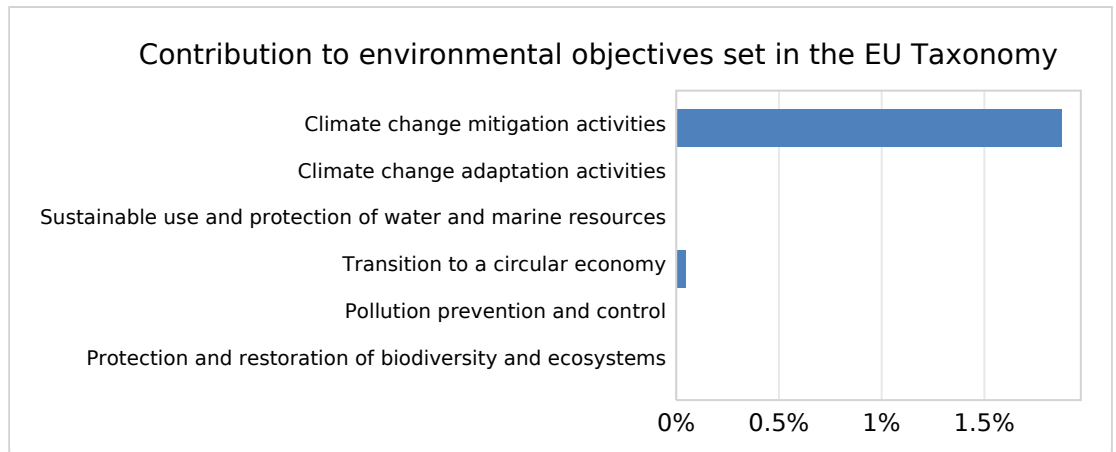 Contribution to environmental objectives set in the EU Taxonomy
Climate change mitigation activities
Climate change adaptation activities
Sustainable use and protection of water and marine resources
Transition to a circular economy
Pollution prevention and control
Protection and restoration of biodiversity and ecosystems
0% 0.5% 1% 1.5%